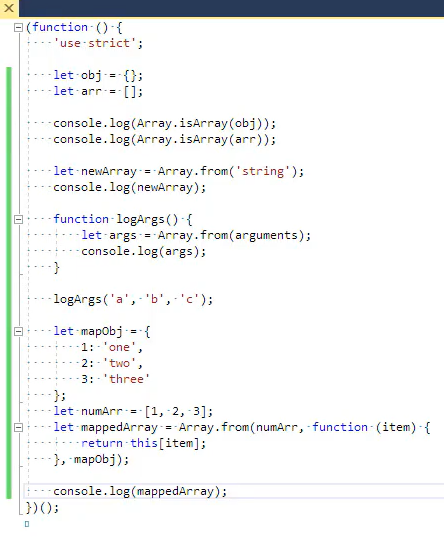 (function () {
    'use strict';
    let obj = {};
    let arr = [];
    console.log(Array.isArray(obj));
    console.log(Array.isArray(arr));
    let newArray = Array.from('string');
    console.log(newArray);
    function logArgs() {
        let args = Array.from(arguments);
        console.log(args);
    }
    logArgs('a', 'b', 'c');
    let mapObj = {
        1: 'one',
        2: 'two',
        3: 'three'
    };
    let numArr = [1, 2, 3];
    let mappedArray = Array.from(numArr, function (item) {
        return this[item];
    }, mapObj);
    console.log(mappedArray);
})();